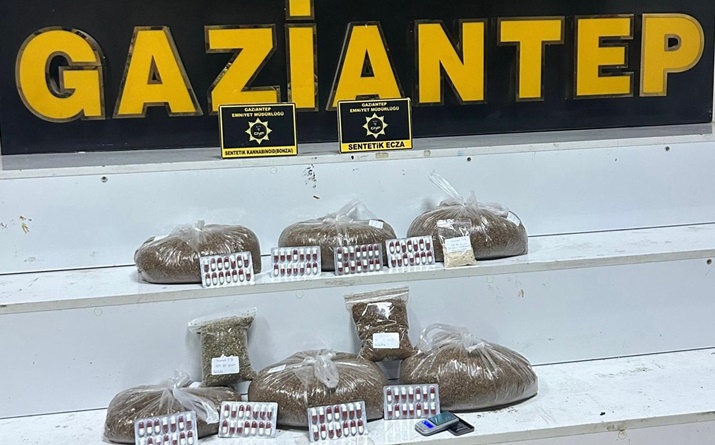 GAZİANTEP
GAZİANTEP
EMNİYET MÜDÜRLÜĞÜ
SENTETİK KANNABİNOİD(BONZAI)
GAZİANTEP
EMNİYET MÜDÜRLÜĞÜ
SENTETİK ECZA